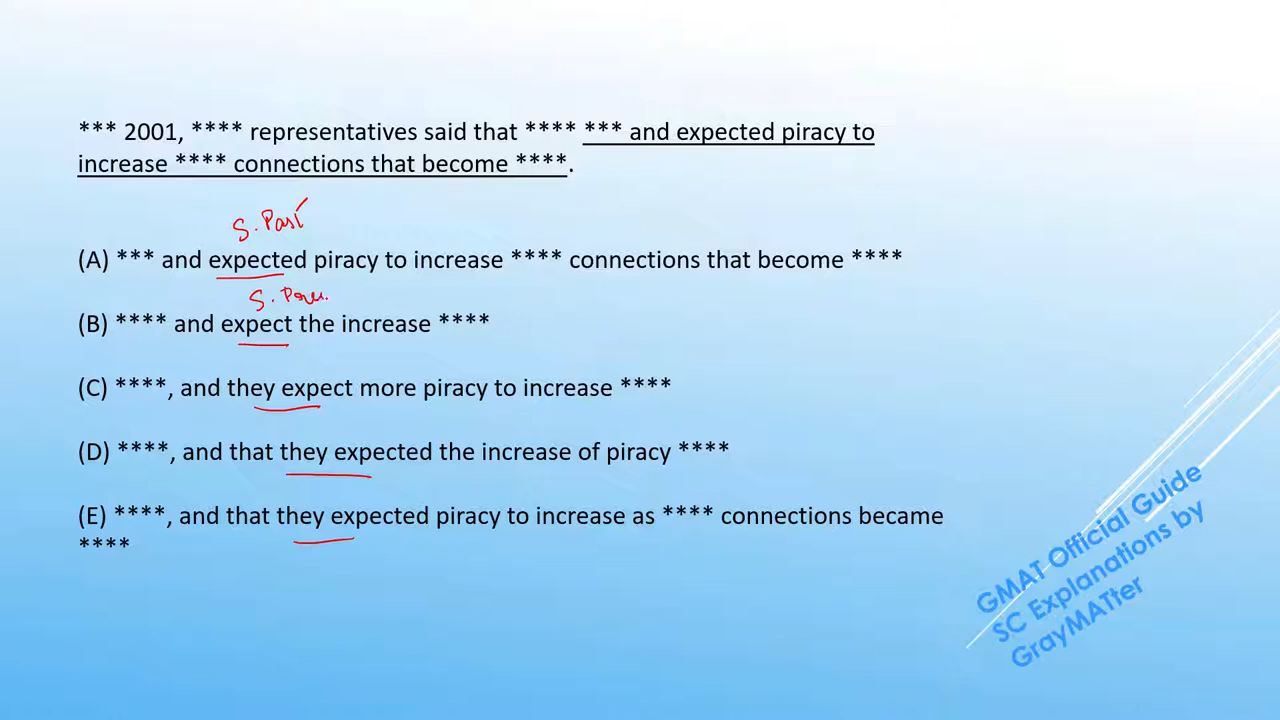 *** 2001, **** representatives said that **** *** and expected piracy to
increase **** connections that become ****.
S. Past
(A) *** and expected piracy to increase **** connections that become ****
S. Pres.
(B) **** and expect the increase ****
(C) ****, and they expect more piracy to increase ****
(D) ****, and that they expected the increase of piracy ****
(E) ****, and that they expected piracy to increase as **** connections became
****
GMAT Official Guide
SC Explanations by
GrayMATter